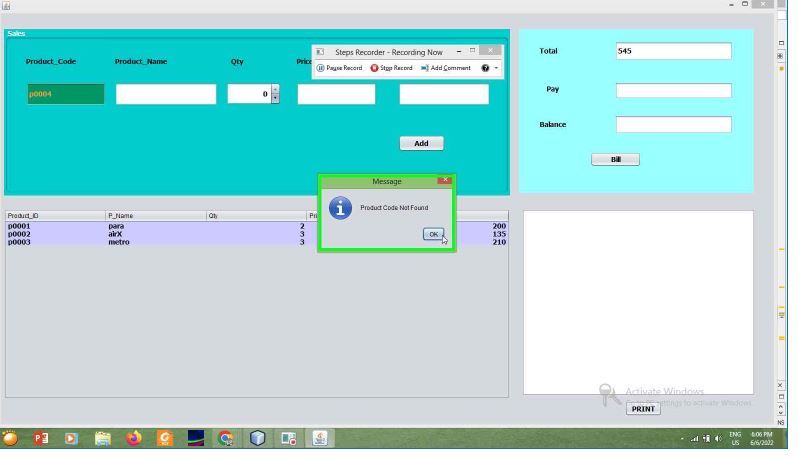 Sales
Steps Recorder - Recording Now
Pause Record Stop Record Add Comment
Product_Code Product_Name Qty
p0004 0
Add
Total 545
Pay
Balance
Bill
Message
Product Code Not Found
OK
Product_ID P_Name Qty
p0001 para 2 200
p0002 airX 3 135
p0003 metro 3 210
Activate Windows
Go to PC settings to activate Windows.
PRINT
NS
ENG 6:06 PM
US 6/6/2022